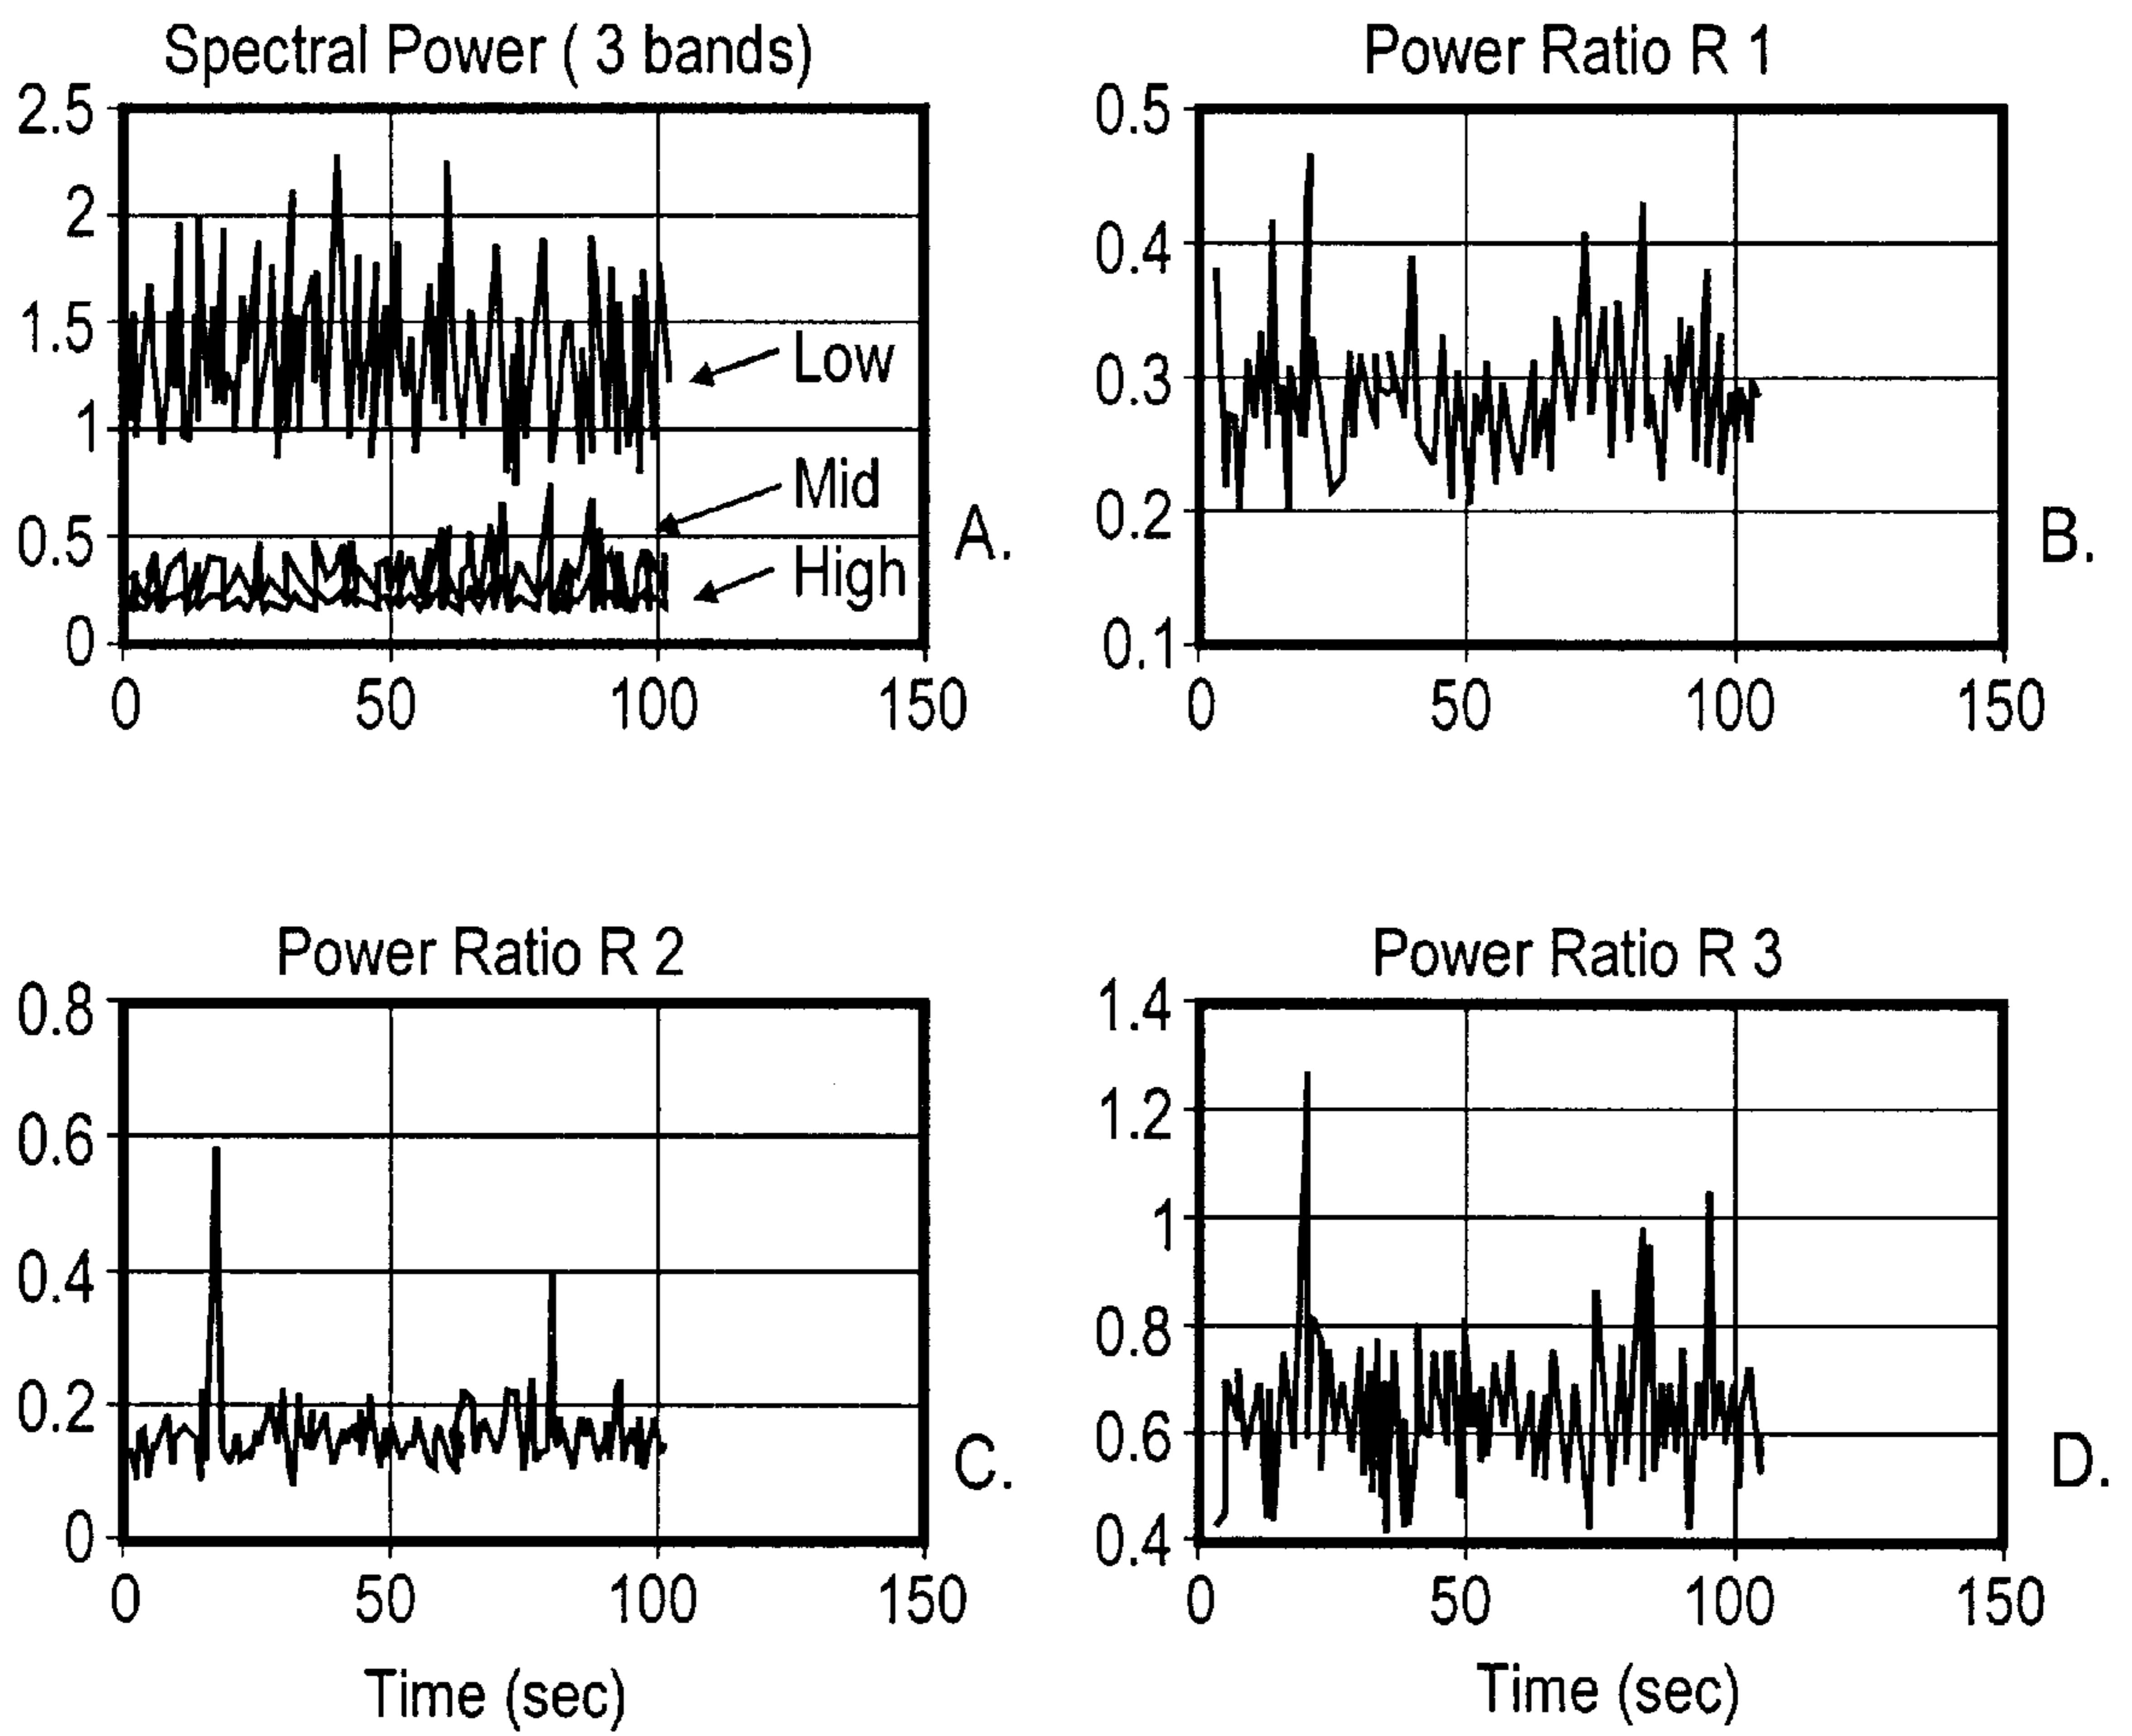 Spectral Power ( 3 bands)
2.5
2
1.5
1
0.5
0
Low
Mid
High
0 50 100 150
A.
Power Ratio R 1
0.5
0.4
0.3
0.2
0.1
0 50 100 150
B.
Power Ratio R 2
0.8
0.6
0.4
0.2
0
0 50 100 150
Time (sec)
C.
Power Ratio R 3
1.4
1.2
1
0.8
0.6
0.4
0 50 100 150
Time (sec)
D.